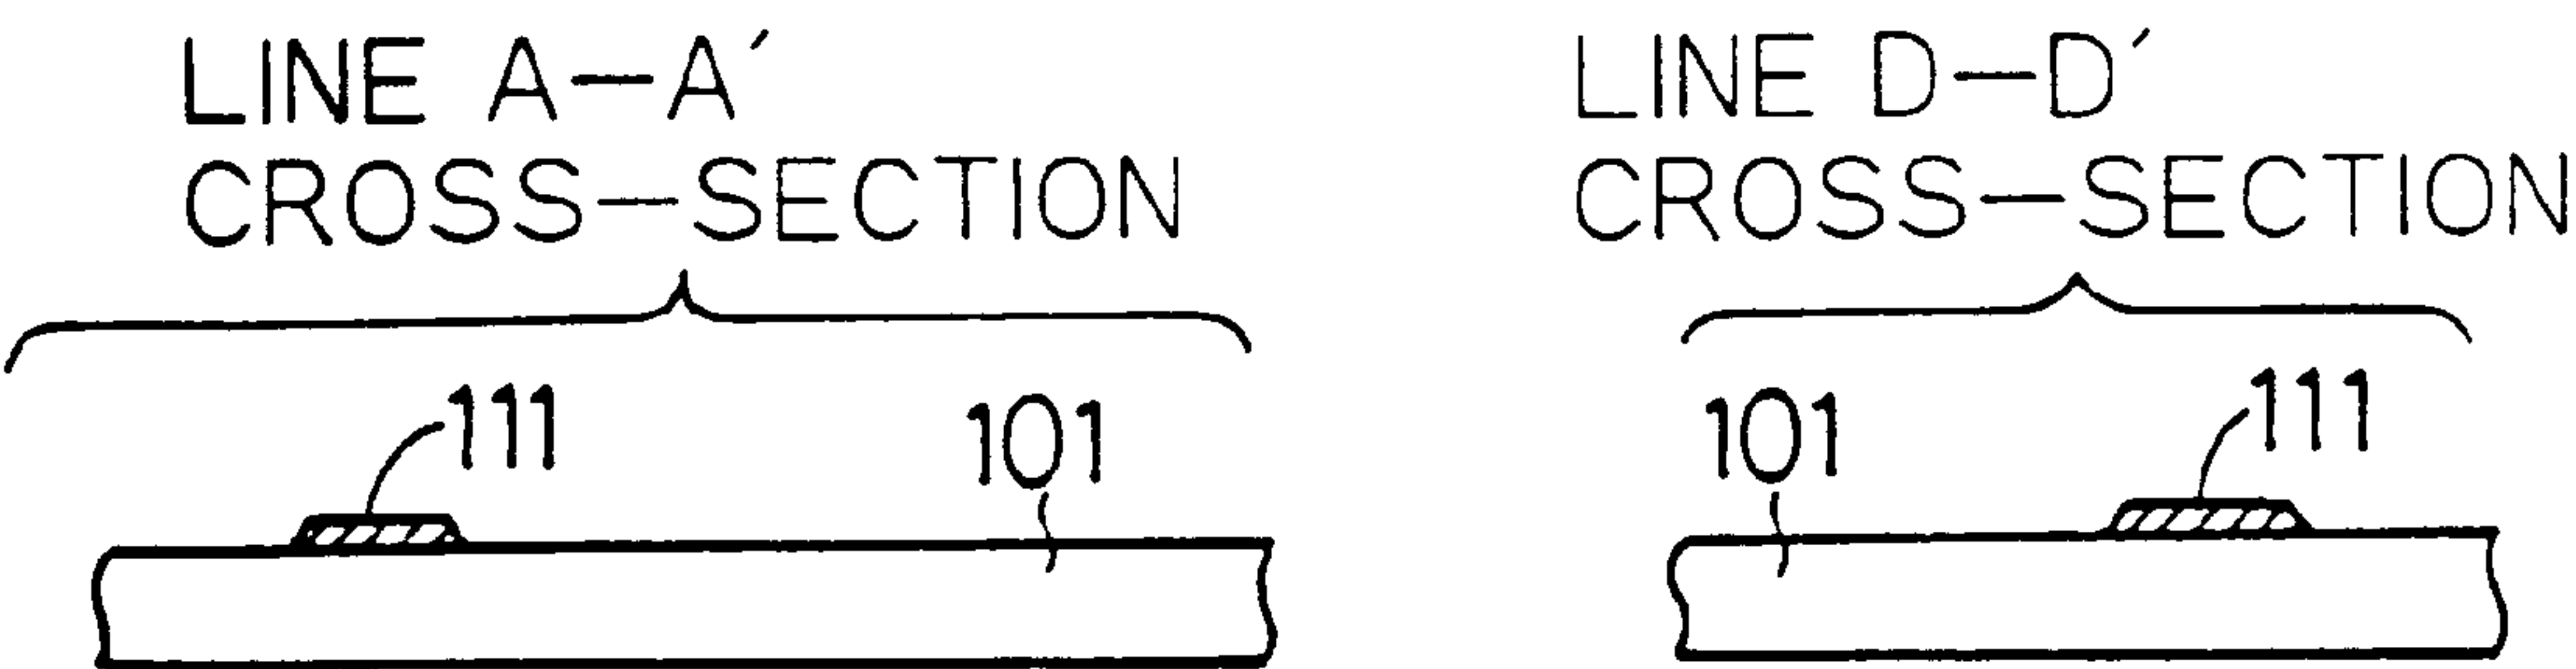 LINE A—A′
CROSS—SECTION
111
101
LINE D—D′
CROSS—SECTION
101
111